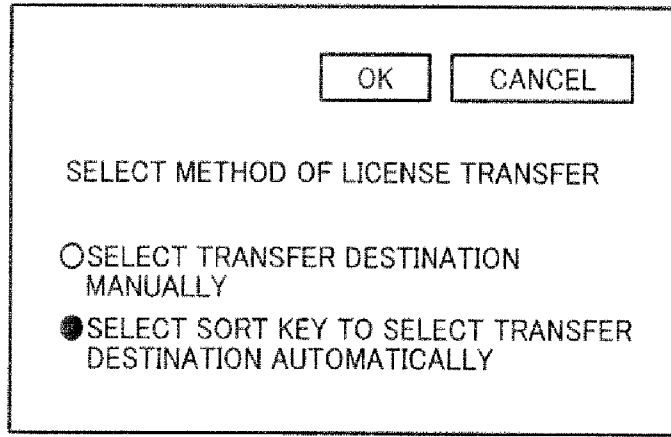 OK CANCEL
SELECT METHOD OF LICENSE TRANSFER
SELECT TRANSFER DESTINATION
MANUALLY
SELECT SORT KEY TO SELECT TRANSFER
DESTINATION AUTOMATICALLY